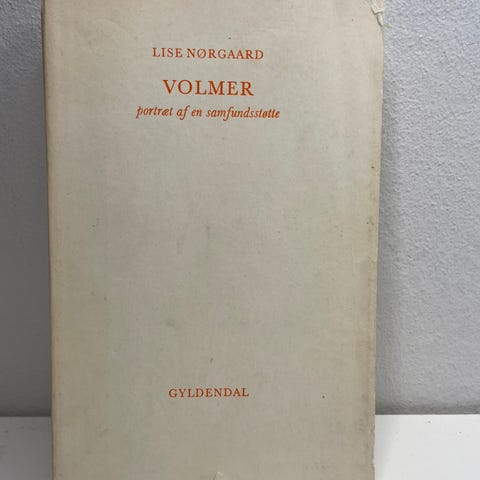 LISE NØRGAARD
VOLMER
portræt af en samfundsstøtte
GYLDENDAL